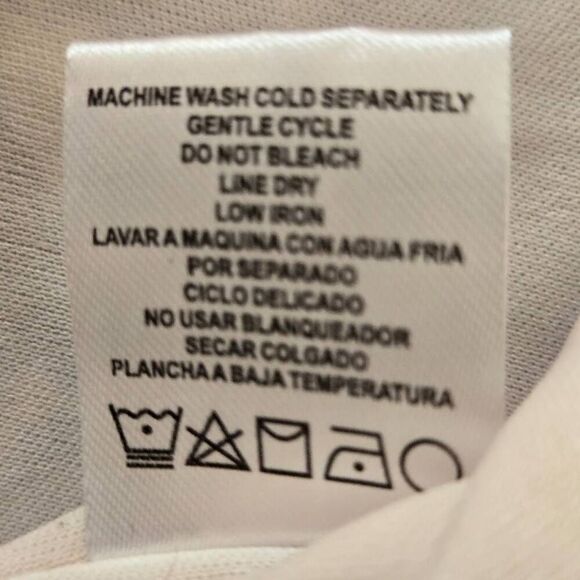 MACHINE WASH COLD SEPARATELY
GENTLE CYCLE
DO NOT BLEACH
LINE DRY
LOW IRON
LAVAR A MAQUINA CON AGUA FRIA
POR SEPARADO
CICLO DELICADO
NO USAR BLANQUEADOR
SECAR COLGADO
PLANCHA A BAJA TEMPERATURA